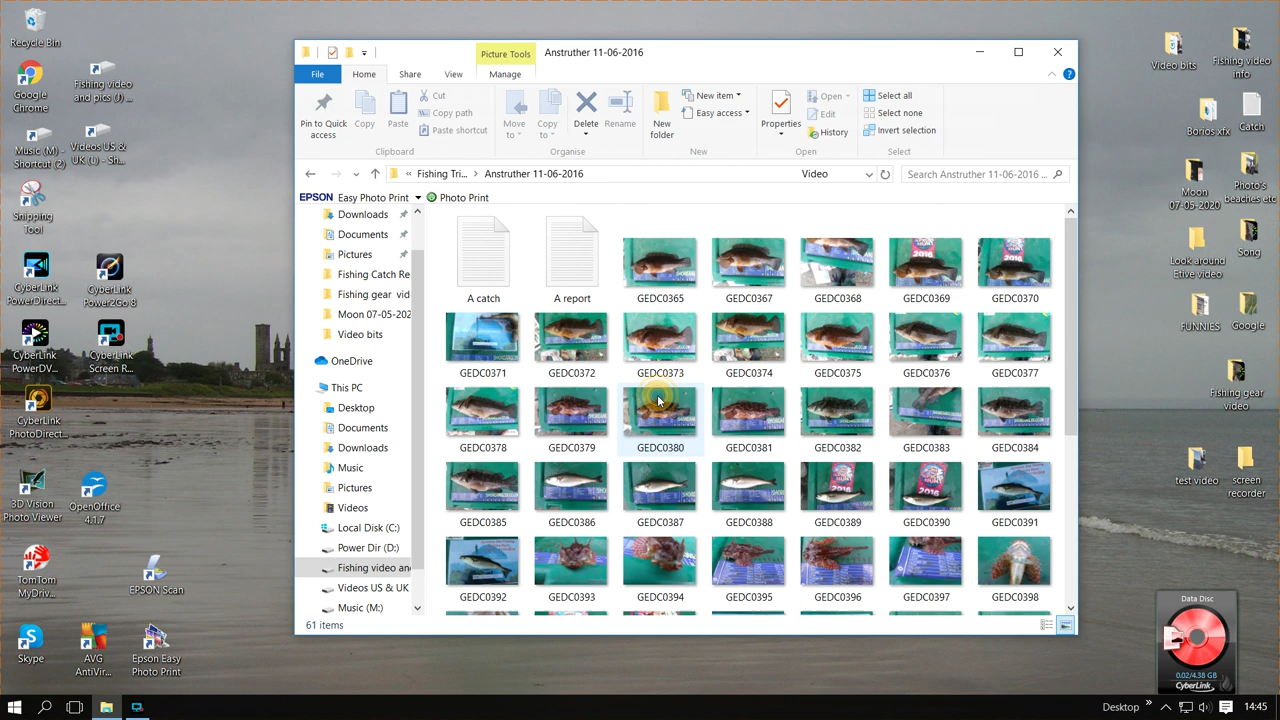 Recycle Bin
Google
Chrome
Fishing video
and pics (J) ...
Music (M) -
Shortcut (2)
Videos US &
UK (L) - Sh...
Snipping
Tool
CyberLink
PowerDirect...
CyberLink
Power2Go 8
CyberLink
PowerDV...
CyberLink
Screen R...
CyberLink
PhotoDirect...
3D Vision
Photo Viewer
OpenOffice
4.1.7
TomTom
MyDriv...
EPSON Scan
Skype
AVG
AntiVir...
Epson Easy
Photo Print
Picture Tools
Anstruther 11-06-2016
File
Home
Share
View
Manage
Pin to Quick
access
Copy
Paste
Cut
Copy path
Paste shortcut
Clipboard
Move
to
Copy
to
Delete
Rename
Organise
New
folder
New item
Easy access
New
Properties
Open
Edit
History
Open
Select all
Select none
Invert selection
Select
« Fishing Tri... > Anstruther 11-06-2016
Video
Search Anstruther 11-06-2016 ...
EPSON Easy Photo Print
Photo Print
Downloads
Documents
Pictures
Fishing Catch Re
Fishing gear vid
Moon 07-05-202
Video bits
OneDrive
This PC
Desktop
Documents
Downloads
Music
Pictures
Videos
Local Disk (C:)
Power Dir (D:)
Fishing video an
Videos US & UK
Music (M:)
A catch
A report
GEDC0365
GEDC0367
GEDC0368
GEDC0369
GEDC0370
GEDC0371
GEDC0372
GEDC0373
GEDC0374
GEDC0375
GEDC0376
GEDC0377
GEDC0378
GEDC0379
GEDC0380
GEDC0381
GEDC0382
GEDC0383
GEDC0384
GEDC0385
GEDC0386
GEDC0387
GEDC0388
GEDC0389
GEDC0390
GEDC0391
GEDC0392
GEDC0393
GEDC0394
GEDC0395
GEDC0396
GEDC0397
GEDC0398
61 items
Video bits
Fishing video
info
Borios xfx
Catch
Moon
07-05-2020
Photo's
beaches etc
Look around
Etive video
Song
FUNNIES
Google
Fishing gear
video
test video
screen
recorder
Data Disc
0.02/4.38 GB
CyberLink
Desktop
14:45